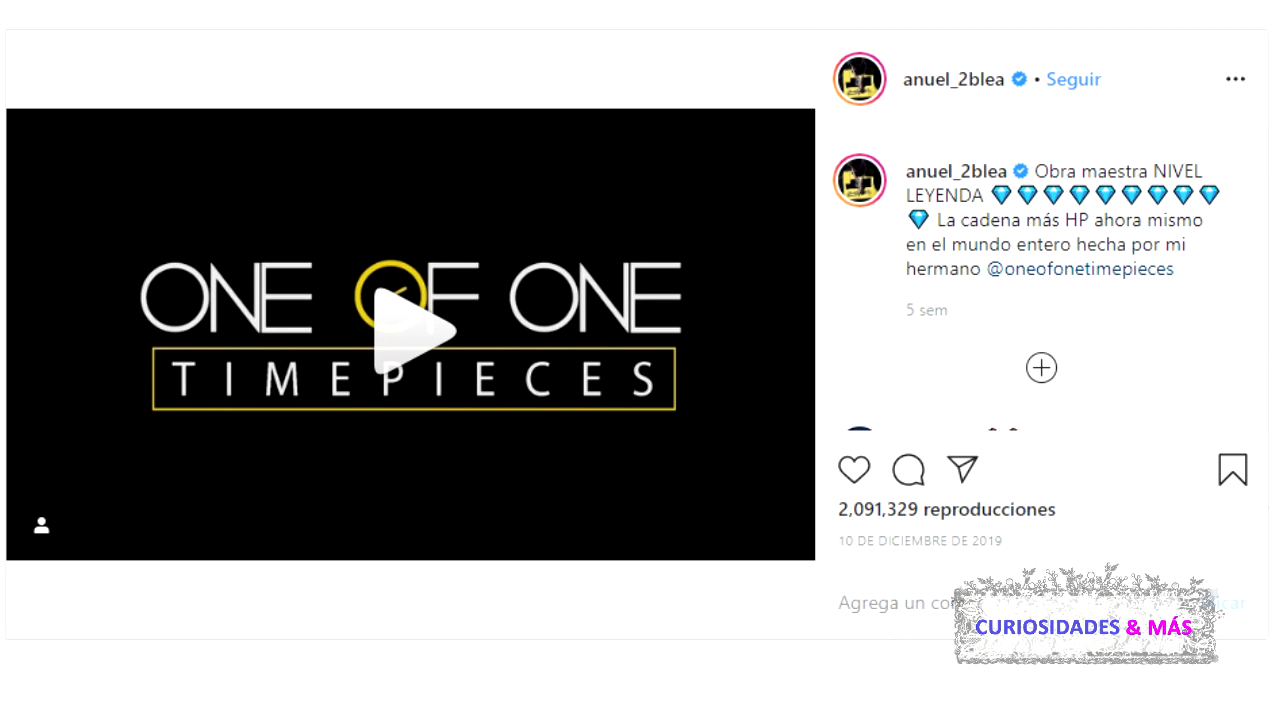 anuel_2blea • Seguir
ONE OF ONE
TIMEPIECES
anuel_2blea Obra maestra NIVEL
LEYENDA 💎💎💎💎💎💎💎💎💎
💎 La cadena más HP ahora mismo
en el mundo entero hecha por mi
hermano @oneofonetimepieces
5 sem
2,091,329 reproducciones
10 DE DICIEMBRE DE 2019
Agrega un
CURIOSIDADES & MÁS